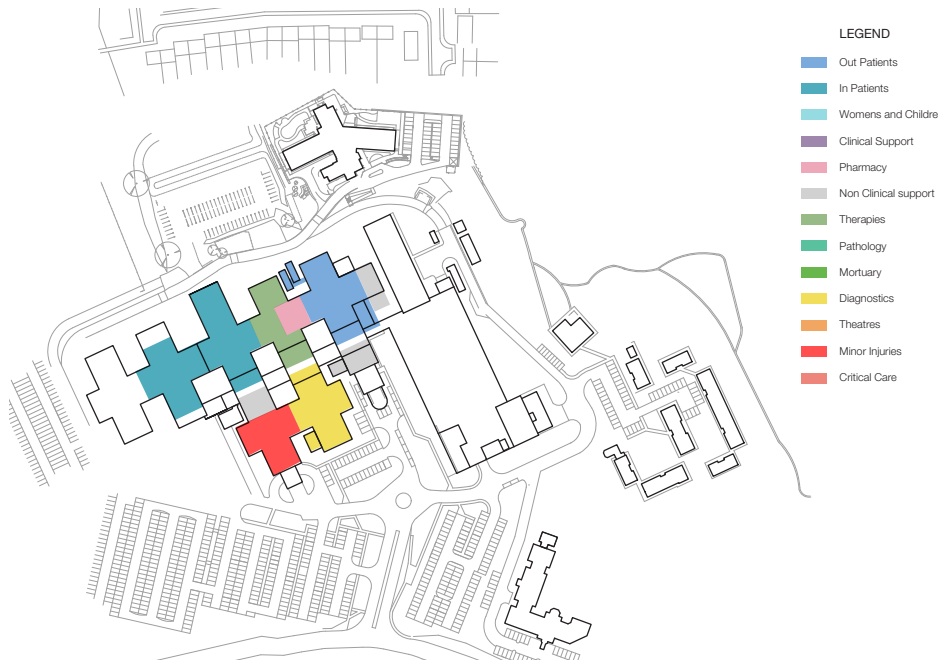 LEGEND
Out Patients
In Patients
Womens and Childre
Clinical Support
Pharmacy
Non Clinical support
Therapies
Pathology
Mortuary
Diagnostics
Theatres
Minor Injuries
Critical Care